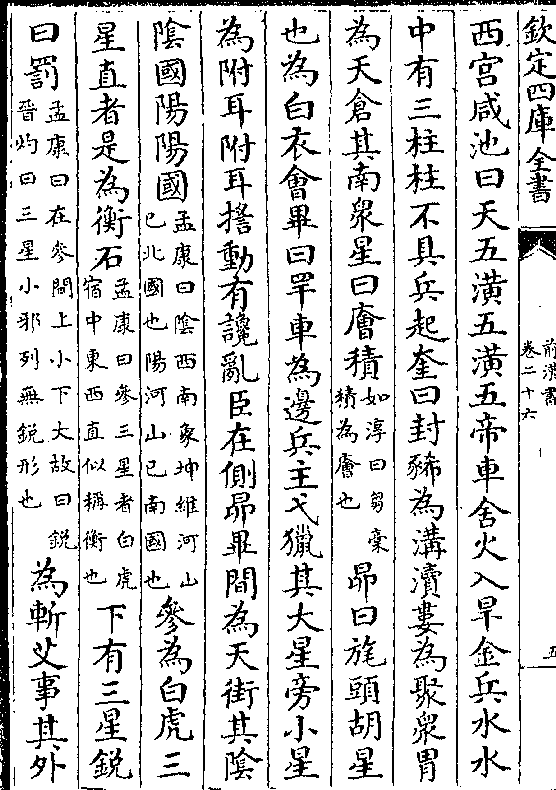 欽定四庫全書
前漢書
卷二十六
五
西宫咸池曰天五潢五潢五帝車舍火入旱金兵水水
中有三柱柱不具兵起奎曰封豨為溝瀆婁為聚衆胃
為天倉其南衆星曰廥積如淳曰芻藁積為廥也昴曰旄頭胡星
也為白衣會畢曰罕車為邊兵主弋獵其大星旁小星
為附耳附耳揺動有讒亂臣在側昴畢間為天街其陰
陰國陽陽國孟康曰陰西南象坤維河山已北國也陽河山已南國也參為白虎三
星直者是為衡石孟康曰參三星者白虎宿中東西直似稱衡也下有三星鋭
曰罰孟康曰在參間上小下大故曰鋭晉灼曰三星小邪列無鋭形也為斬艾事其外